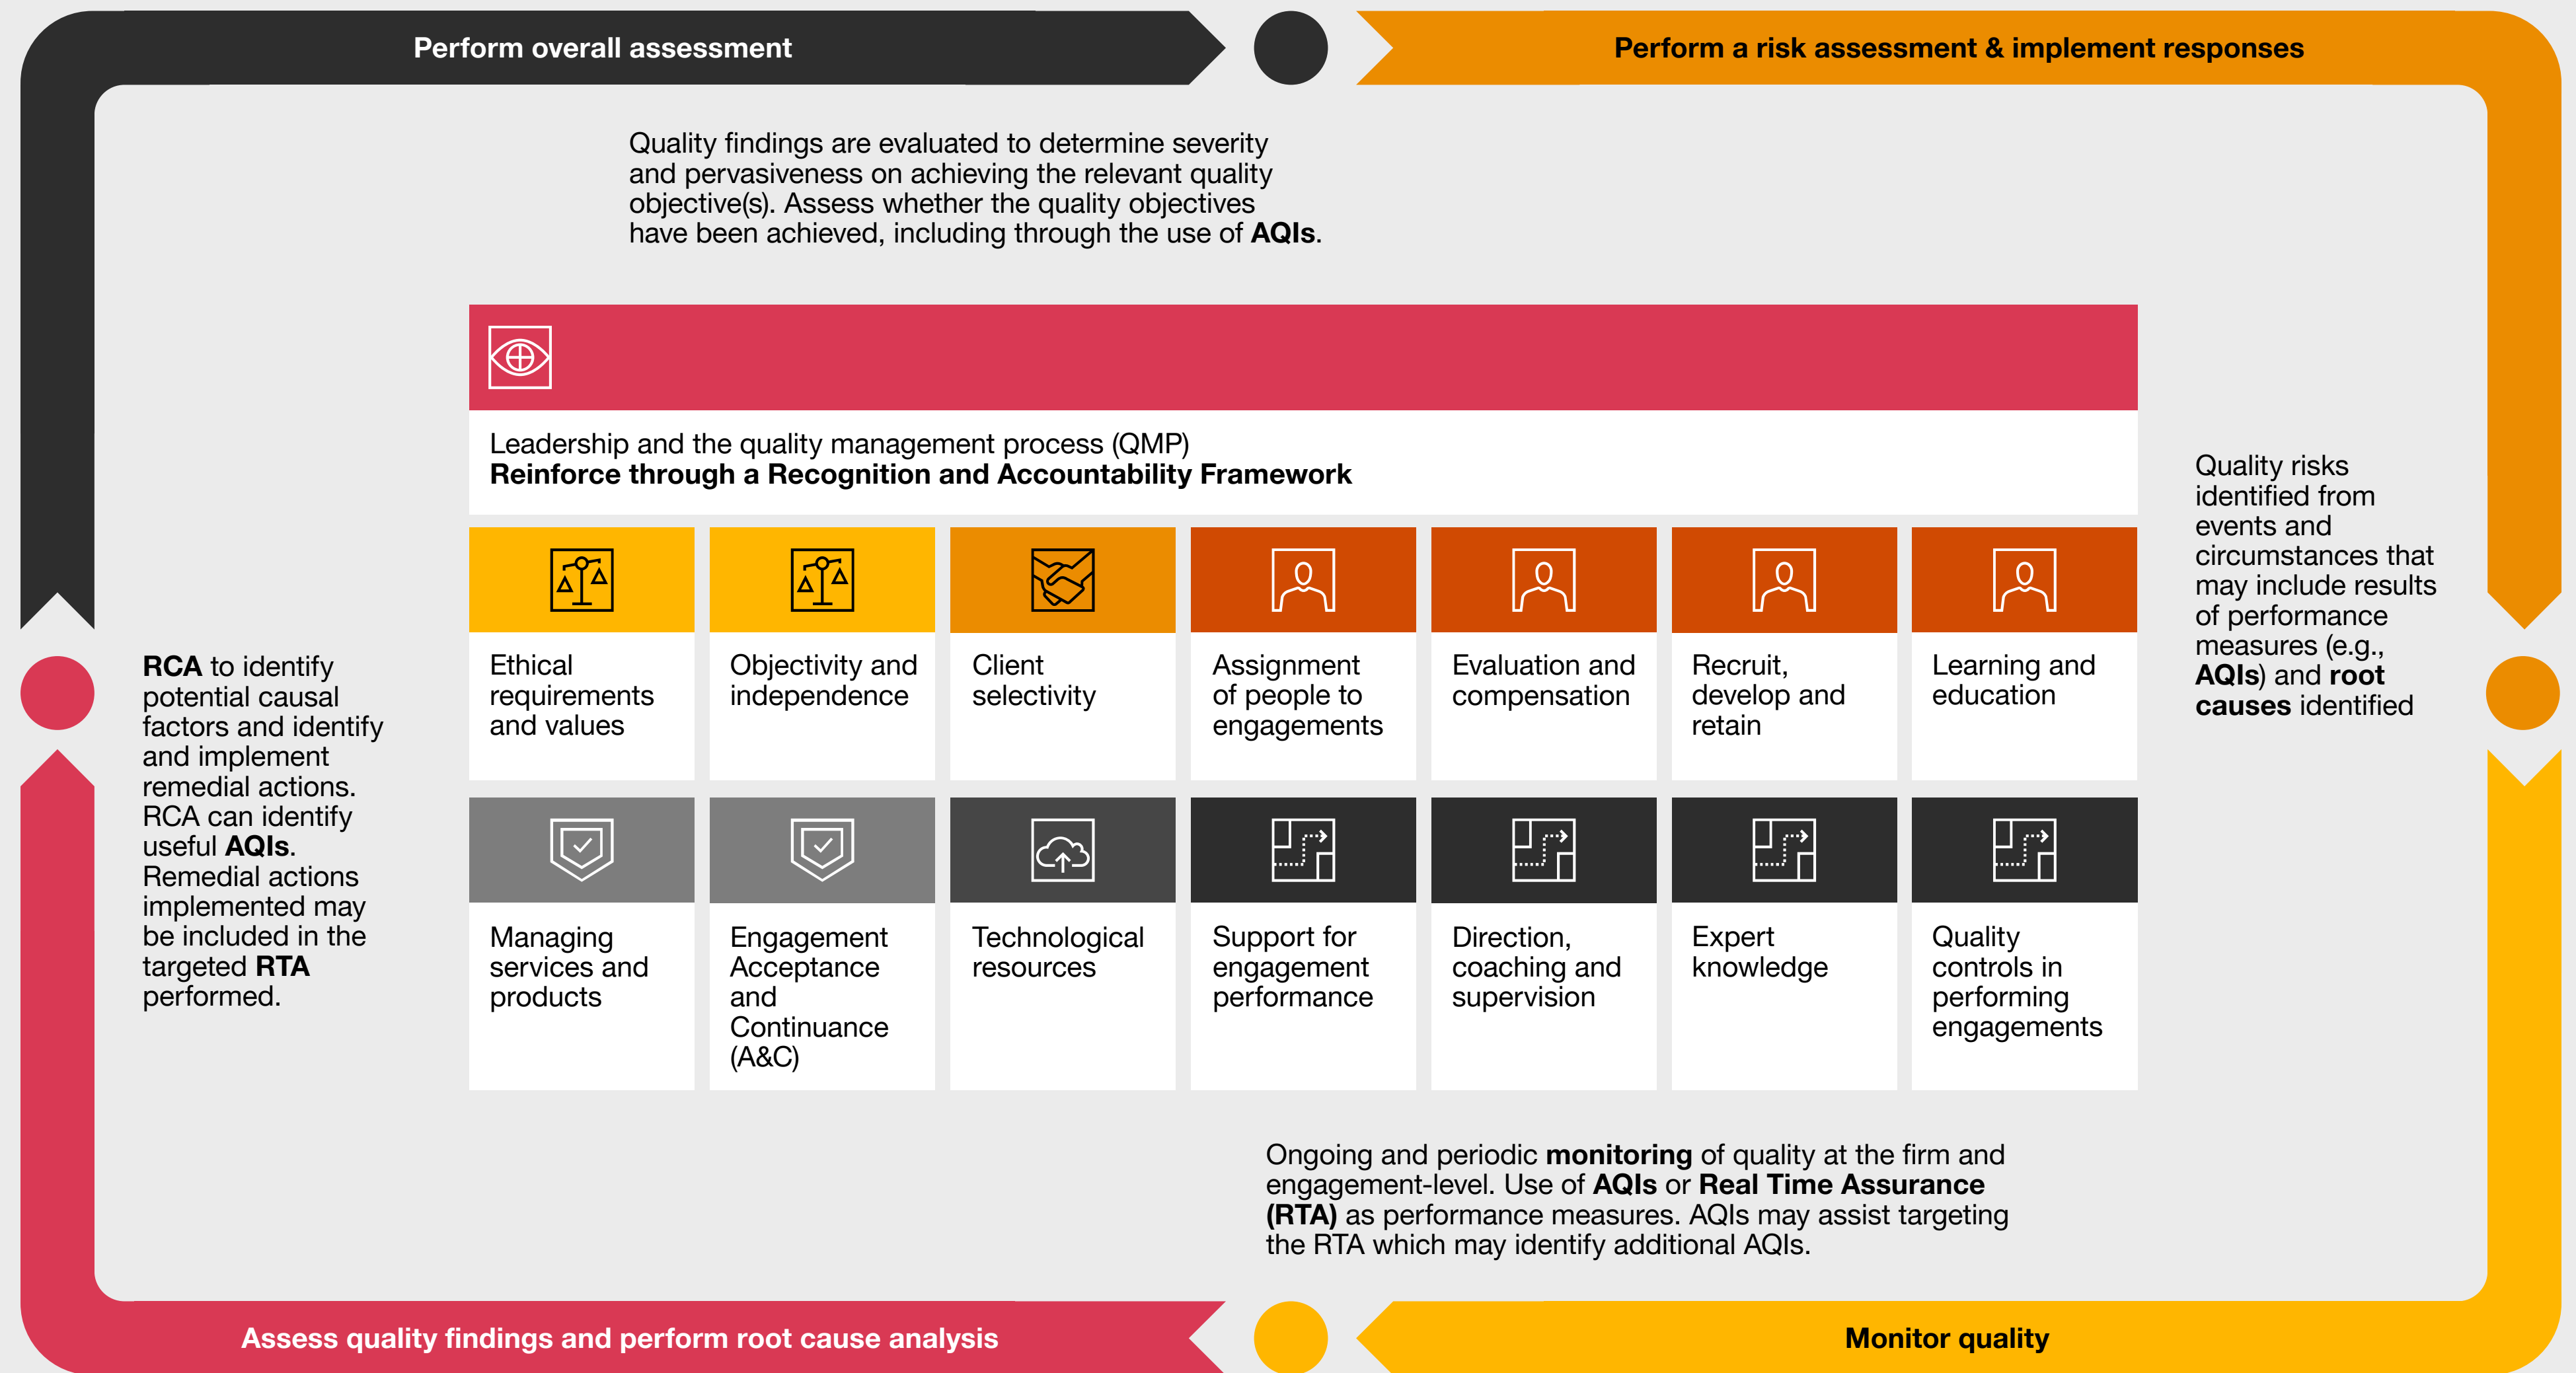 Perform overall assessment
Perform a risk assessment & implement responses
Quality findings are evaluated to determine severity
and pervasiveness on achieving the relevant quality
objective(s). Assess whether the quality objectives
have been achieved, including through the use of AQIs.
Leadership and the quality management process (QMP)
Reinforce through a Recognition and Accountability Framework
Quality risks
identified from
events and
circumstances that
may include results
of performance
measures (e.g.,
AQIs) and root
causes identified
RCA to identify
potential causal
factors and identify
and implement
remedial actions.
RCA can identify
useful AQIs.
Remedial actions
implemented may
be included in the
targeted RTA
performed.
Ethical
requirements
and values
Objectivity and
independence
Client
selectivity
Assignment
of people to
engagements
Evaluation and
compensation
Recruit,
develop and
retain
Learning and
education
Managing
services and
products
Engagement
Acceptance
and
Continuance
(A&C)
Technological
resources
Support for
engagement
performance
Direction,
coaching and
supervision
Expert
knowledge
Quality
controls in
performing
engagements
Ongoing and periodic monitoring of quality at the firm and
engagement-level. Use of AQIs or Real Time Assurance
(RTA) as performance measures. AQIs may assist targeting
the RTA which may identify additional AQIs.
Assess quality findings and perform root cause analysis
Monitor quality